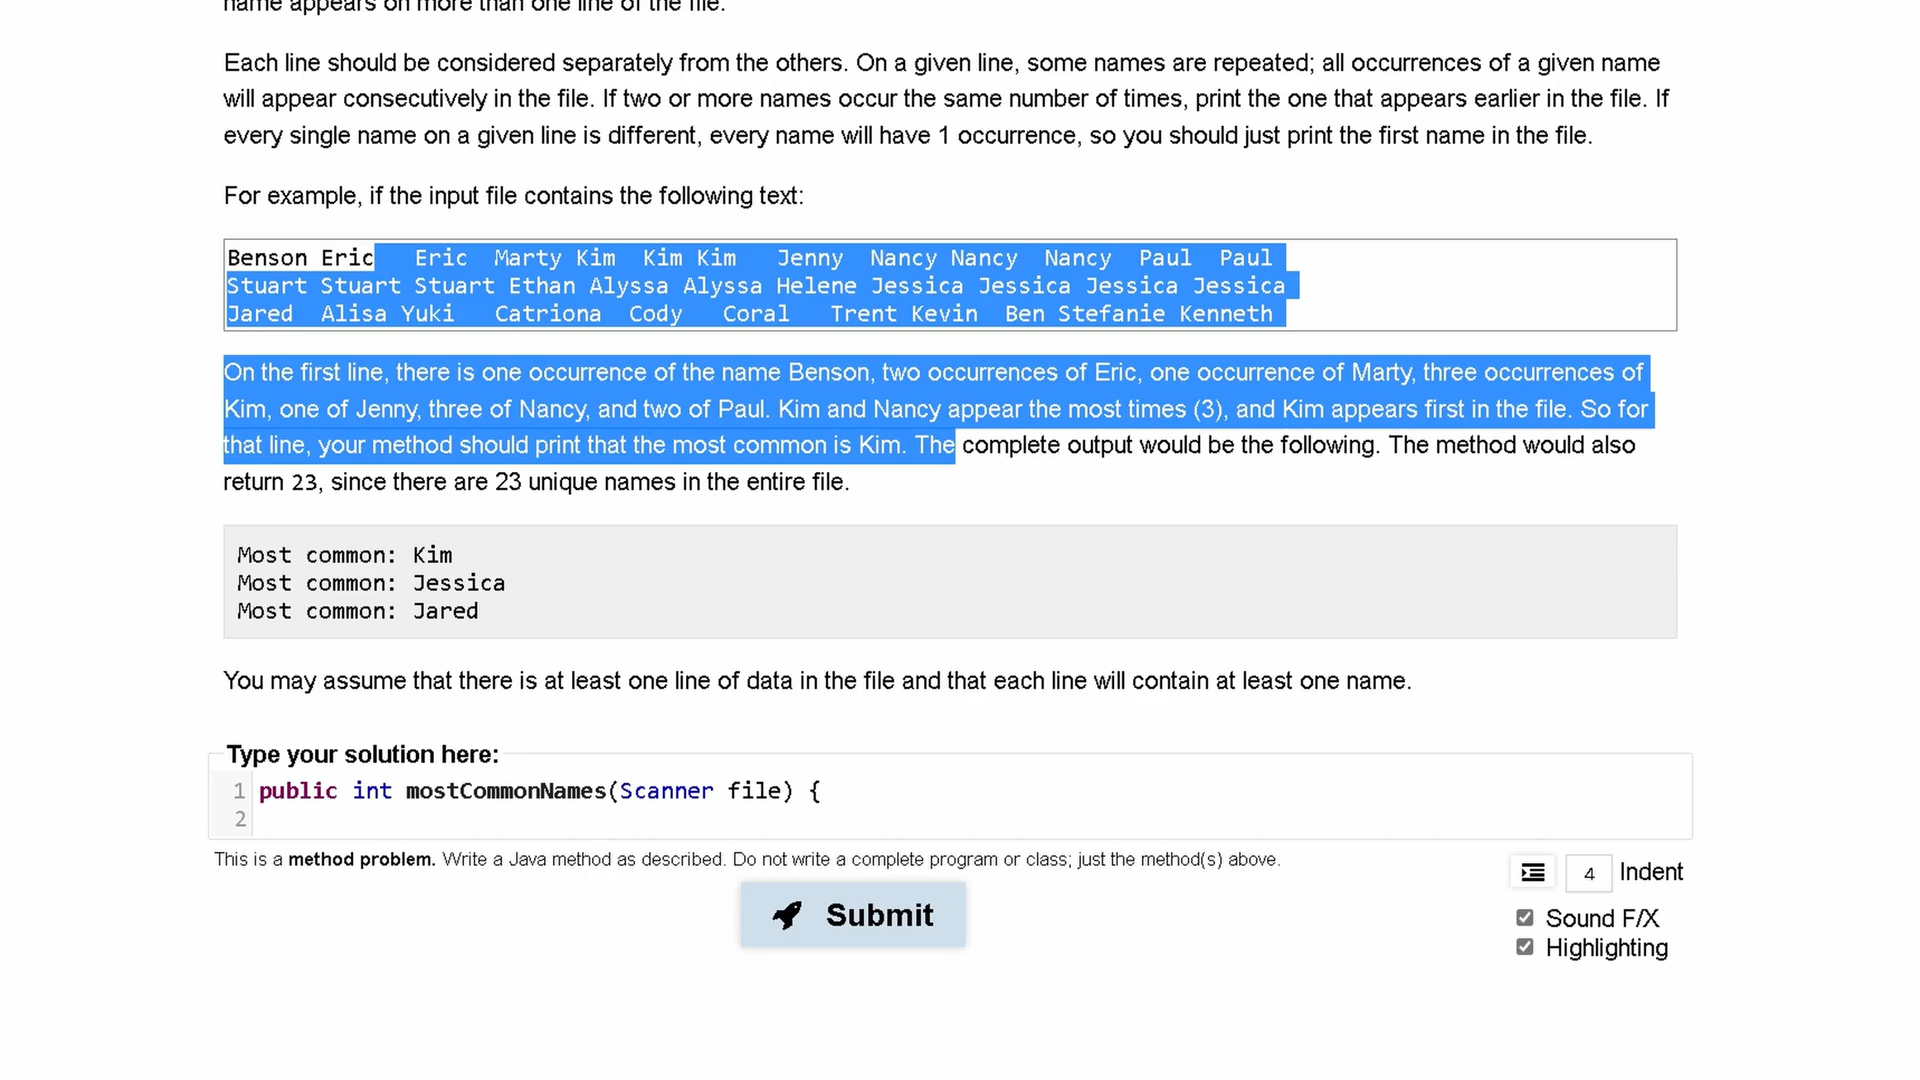 name appears on more than one line of the file.
Each line should be considered separately from the others. On a given line, some names are repeated; all occurrences of a given name
will appear consecutively in the file. If two or more names occur the same number of times, print the one that appears earlier in the file. If
every single name on a given line is different, every name will have 1 occurrence, so you should just print the first name in the file.
For example, if the input file contains the following text:
Benson Eric   Eric  Marty Kim  Kim Kim   Jenny  Nancy Nancy  Nancy  Paul  Paul
Stuart Stuart Stuart Ethan Alyssa Alyssa Helene Jessica Jessica Jessica Jessica
Jared  Alisa Yuki   Catriona  Cody   Coral   Trent Kevin  Ben Stefanie Kenneth
On the first line, there is one occurrence of the name Benson, two occurrences of Eric, one occurrence of Marty, three occurrences of
Kim, one of Jenny, three of Nancy, and two of Paul. Kim and Nancy appear the most times (3), and Kim appears first in the file. So for
that line, your method should print that the most common is Kim. The complete output would be the following. The method would also
return 23, since there are 23 unique names in the entire file.
Most common: Kim
Most common: Jessica
Most common: Jared
You may assume that there is at least one line of data in the file and that each line will contain at least one name.
Type your solution here:
1 public int mostCommonNames(Scanner file) {
2
This is a method problem. Write a Java method as described. Do not write a complete program or class; just the method(s) above.
4 Indent
Submit
Sound F/X
Highlighting